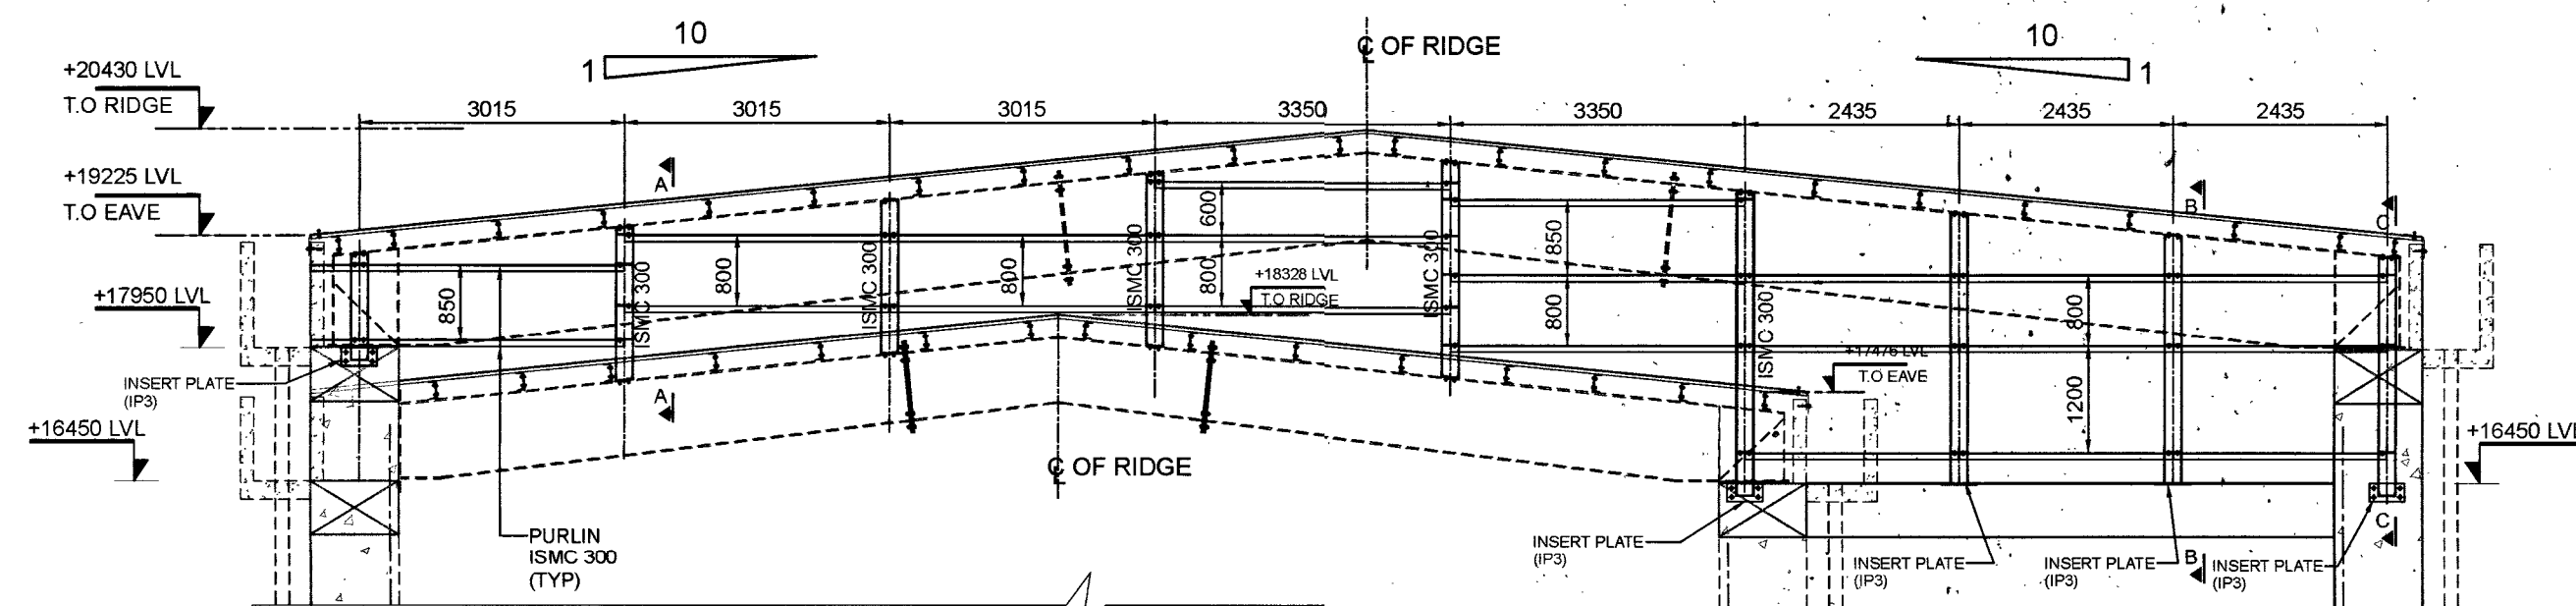 10
1
℄ OF RIDGE
10
1
+20430 LVL
T.O RIDGE
3015
3015
3015
3350
3350
2435
2435
2435
+19225 LVL
T.O EAVE
A
B
C
600
850
ISMC 300
ISMC 300
ISMC 300
ISMC 300
ISMC 300
850
800
800
800
800
800
+18328 LVL
T.O RIDGE
+17950 LVL
+17476 LVL
T.O EAVE
INSERT PLATE
(IP3)
A
1200
+16450 LVL
+16450 LVL
℄ OF RIDGE
PURLIN
ISMC 300
(TYP)
INSERT PLATE
(IP3)
INSERT PLATE
(IP3)
INSERT PLATE
(IP3)
B
INSERT PLATE
(IP3)
C